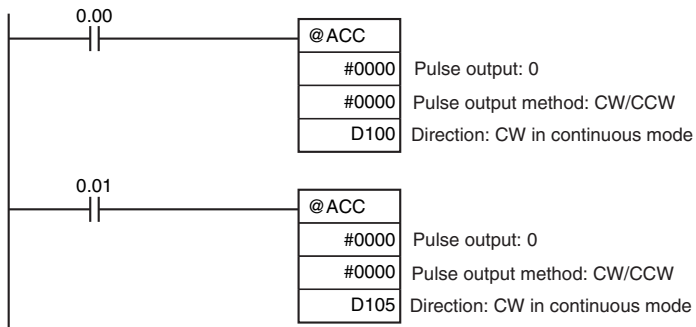 0.00
@ACC
#0000 Pulse output: 0
#0000 Pulse output method: CW/CCW
D100 Direction: CW in continuous mode
0.01
@ACC
#0000 Pulse output: 0
#0000 Pulse output method: CW/CCW
D105 Direction: CW in continuous mode